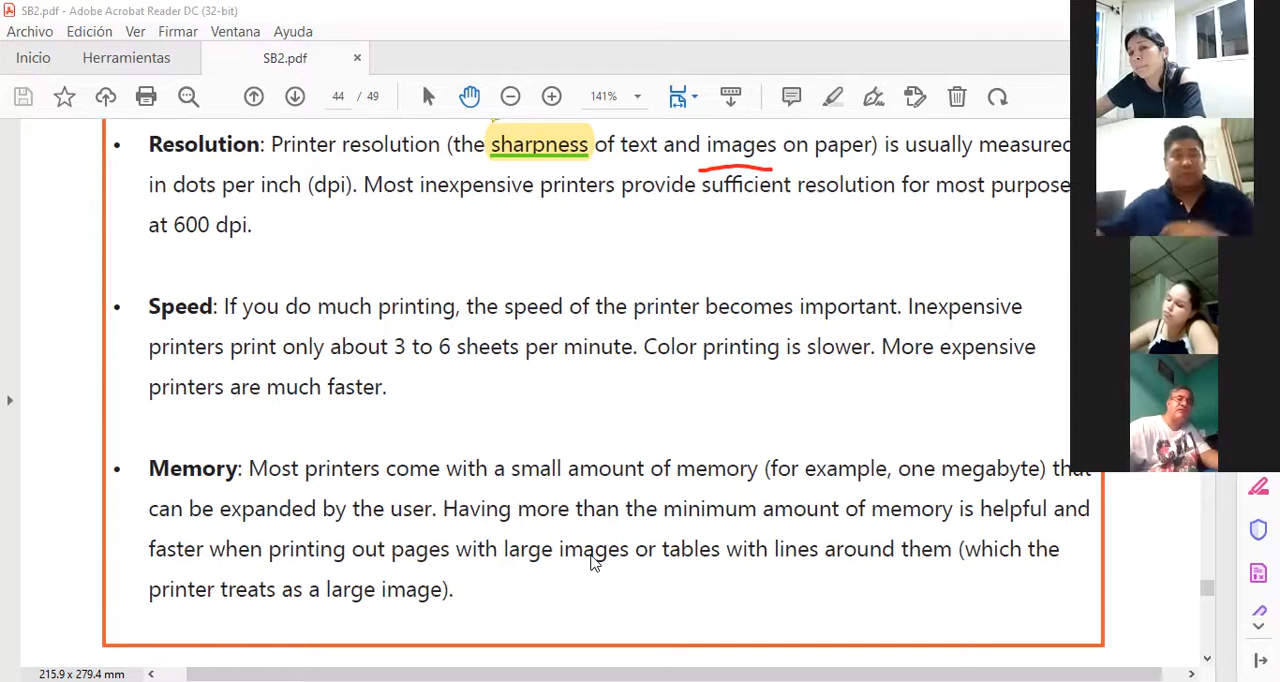 SB2.pdf - Adobe Acrobat Reader DC (32-bit)
Archivo Edición Ver Firmar Ventana Ayuda
Inicio Herramientas SB2.pdf ×
44 / 49 141%
• Resolution: Printer resolution (the sharpness of text and images on paper) is usually measured
in dots per inch (dpi). Most inexpensive printers provide sufficient resolution for most purpose
at 600 dpi.
• Speed: If you do much printing, the speed of the printer becomes important. Inexpensive
printers print only about 3 to 6 sheets per minute. Color printing is slower. More expensive
printers are much faster.
• Memory: Most printers come with a small amount of memory (for example, one megabyte) that
can be expanded by the user. Having more than the minimum amount of memory is helpful and
faster when printing out pages with large images or tables with lines around them (which the
printer treats as a large image).
215.9 x 279.4 mm